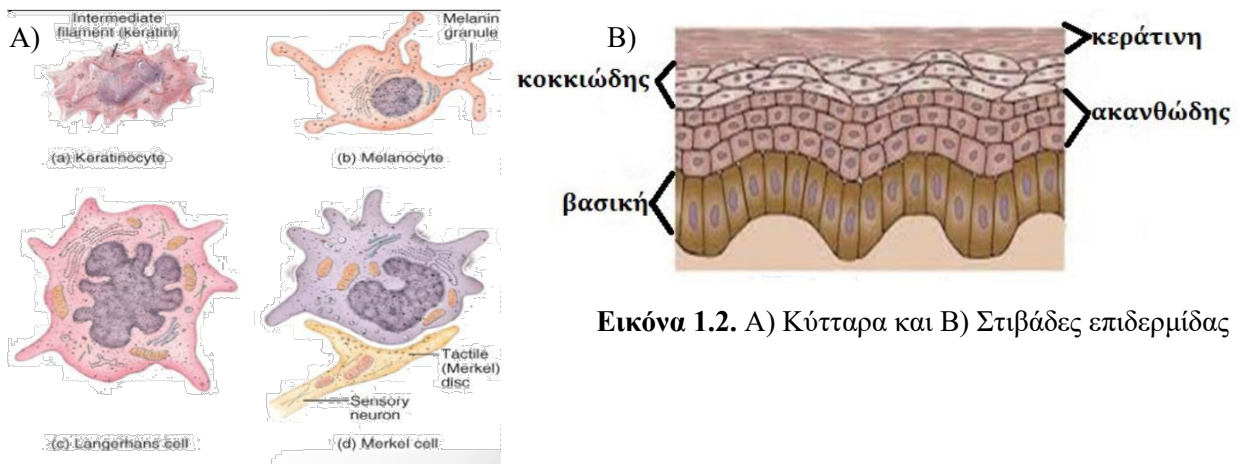 A)
Intermediate
filament (keratin)
Melanin
granule
(a) Keratinocyte
(b) Melanocyte
Tactile
(Merkel)
disc
Sensory
neuron
(c) Langerhans cell
(d) Merkel cell
B)
κεράτινη
κοκκιώδης
ακανθώδης
βασική
Εικόνα 1.2. Α) Κύτταρα και Β) Στιβάδες επιδερμίδας